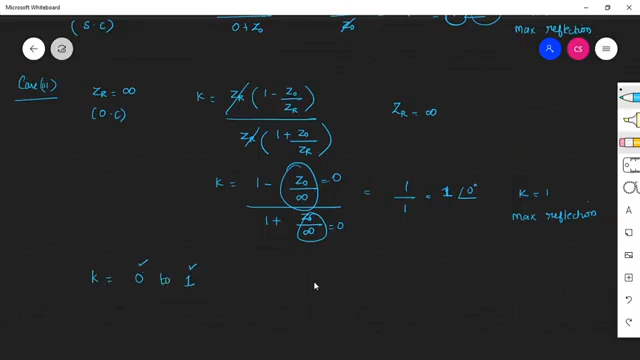 Microsoft Whiteboard
(S.C)
0+Z₀
Z₀
max reflection
CS
Case(iii)
Z_R = ∞
(O.C)
K = Z_R (1 - Z₀/Z_R)
Z_R (1 + Z₀/Z_R)
Z_R = ∞
K = 1 - Z₀/∞ = 0
1 + Z₀/∞ = 0
= 1/1 = 1∠0°
K = 1
max reflection
K = 0 to 1